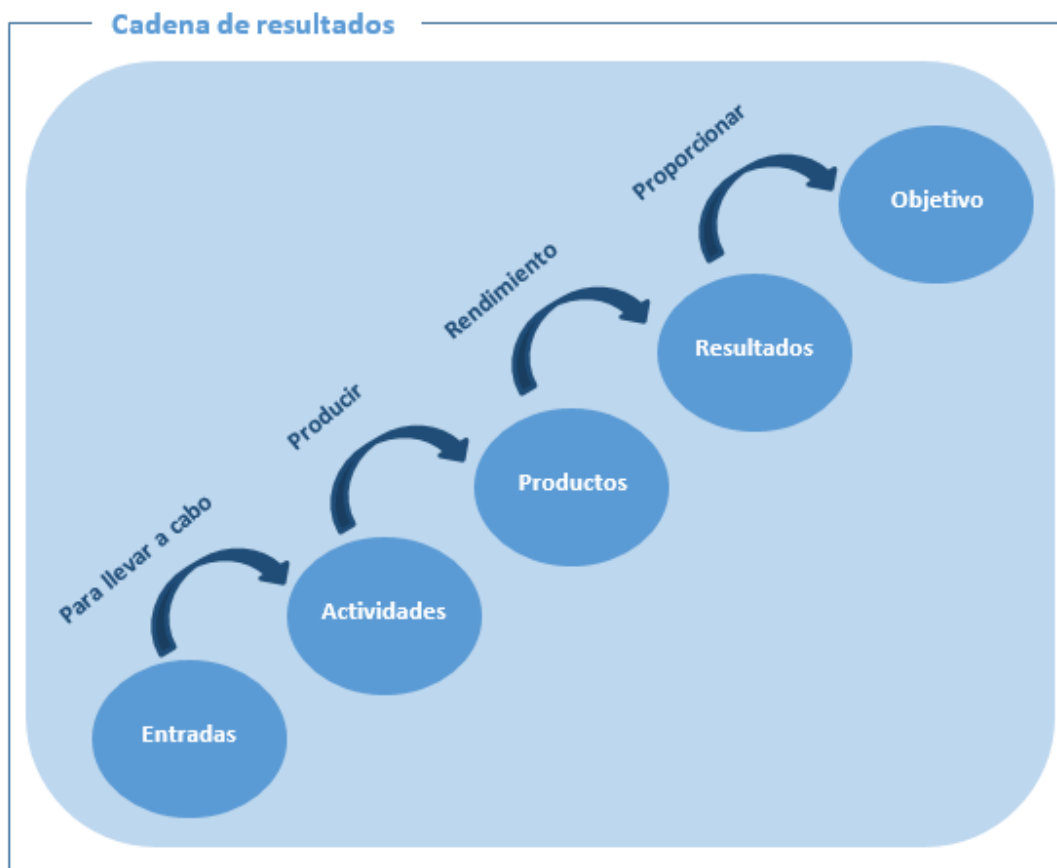 Cadena de resultados
Proporcionar
Objetivo
Rendimiento
Resultados
Producir
Productos
Para llevar a cabo
Actividades
Entradas